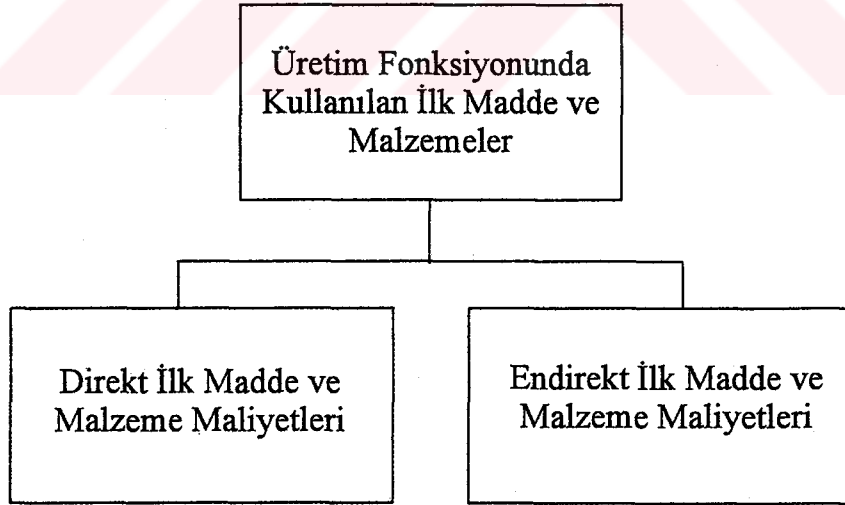 Üretim Fonksiyonunda
Kullanılan İlk Madde ve
Malzemeler
Direkt İlk Madde ve
Malzeme Maliyetleri
Endirekt İlk Madde ve
Malzeme Maliyetleri